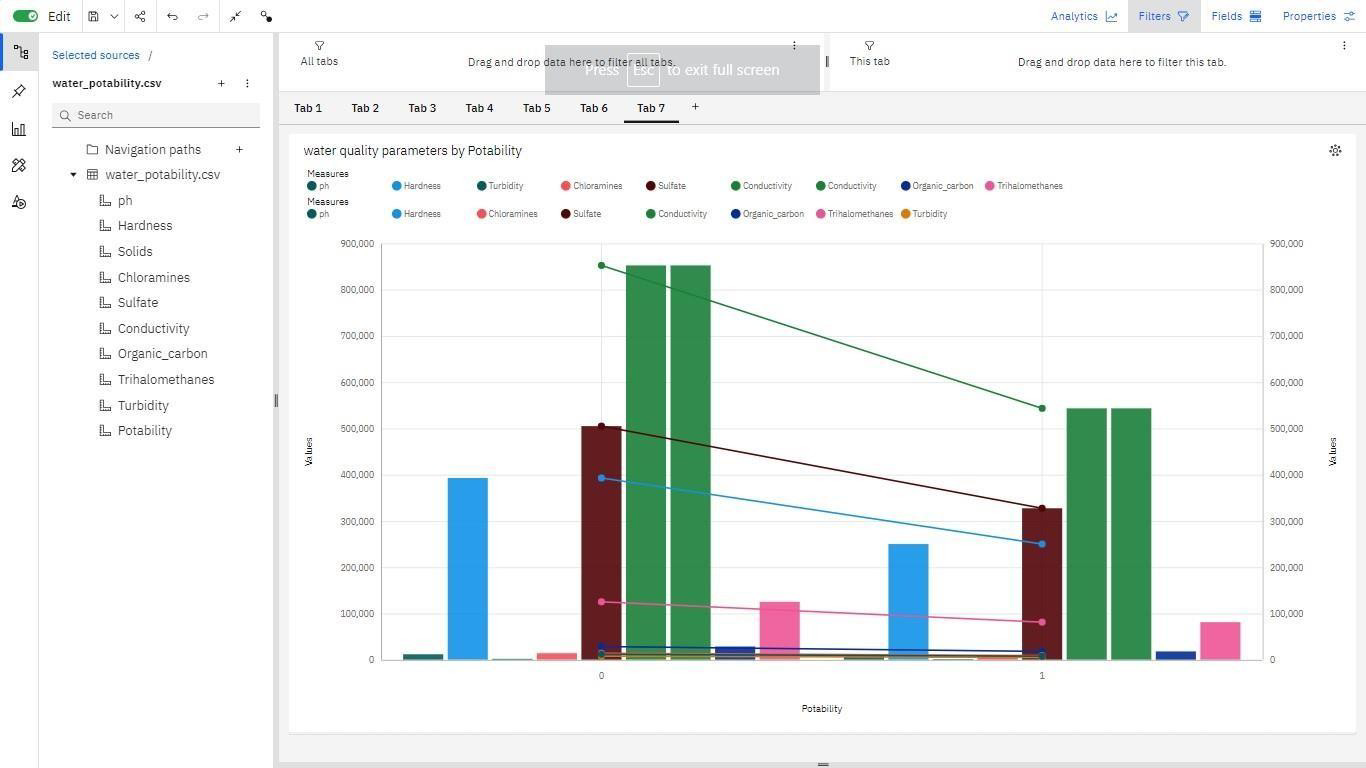 Edit
Analytics
Filters
Fields
Properties
Selected sources /
water_potability.csv
Search
Navigation paths
water_potability.csv
ph
Hardness
Solids
Chloramines
Sulfate
Conductivity
Organic_carbon
Trihalomethanes
Turbidity
Potability
All tabs
Drag and drop data here to filter all tabs.
Press Esc to exit full screen
This tab
Drag and drop data here to filter this tab.
Tab 1 Tab 2 Tab 3 Tab 4 Tab 5 Tab 6 Tab 7 +
water quality parameters by Potability
Measures
ph Hardness Turbidity Chloramines Sulfate Conductivity Conductivity Organic_carbon Trihalomethanes
Measures
ph Hardness Chloramines Sulfate Conductivity Organic_carbon Trihalomethanes Turbidity
900,000 900,000
800,000 800,000
700,000 700,000
600,000 600,000
500,000 500,000
Values Values
400,000 400,000
300,000 300,000
200,000 200,000
100,000 100,000
0 0
0 1
Potability